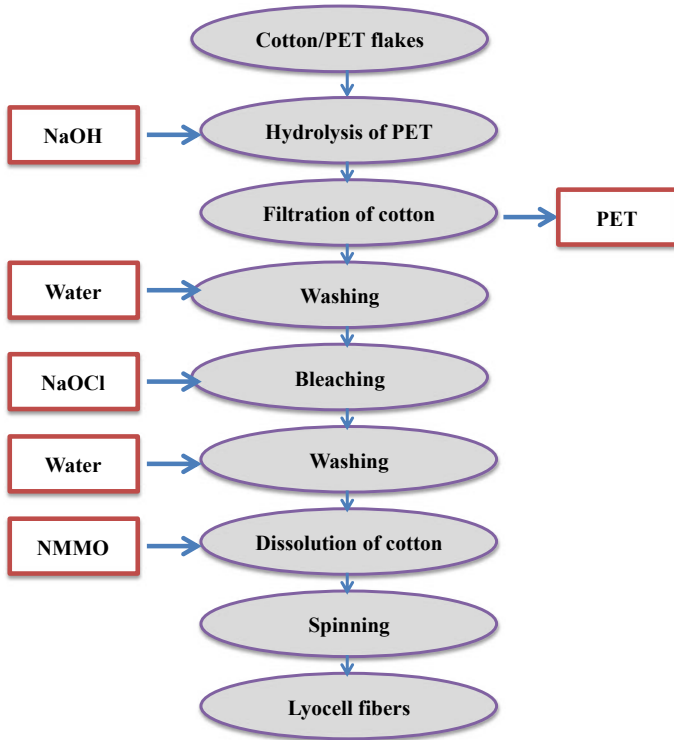 Cotton/PET flakes
NaOH
Hydrolysis of PET
Filtration of cotton
PET
Water
Washing
NaOCl
Bleaching
Water
Washing
NMMO
Dissolution of cotton
Spinning
Lyocell fibers